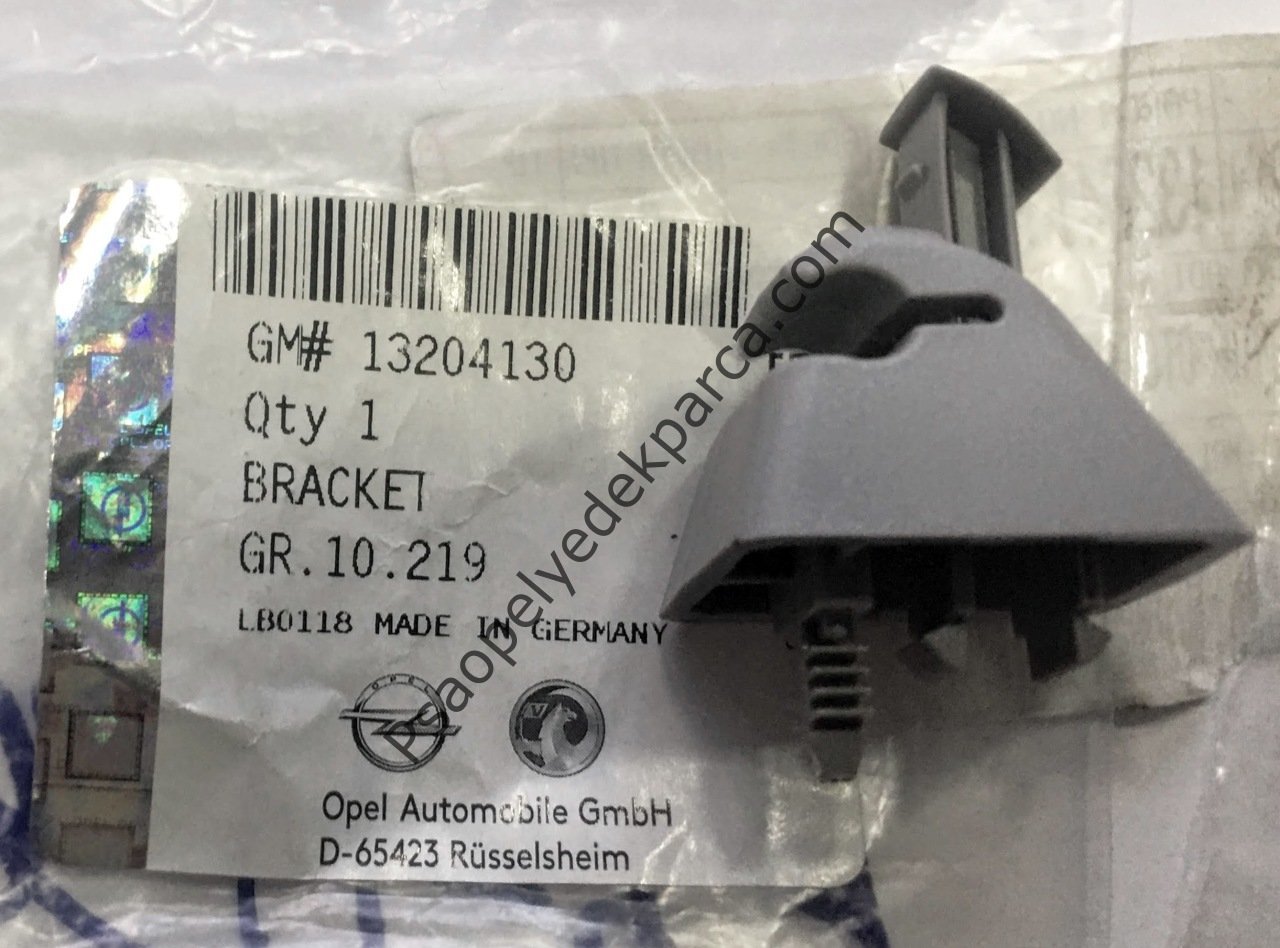 GM# 13204130
Qty 1
BRACKET
GR.10.219
LB0118 MADE IN GERMANY
OPEL
V
Opel Automobile GmbH
D-65423 Rüsselsheim
psaopelyedekparca.com